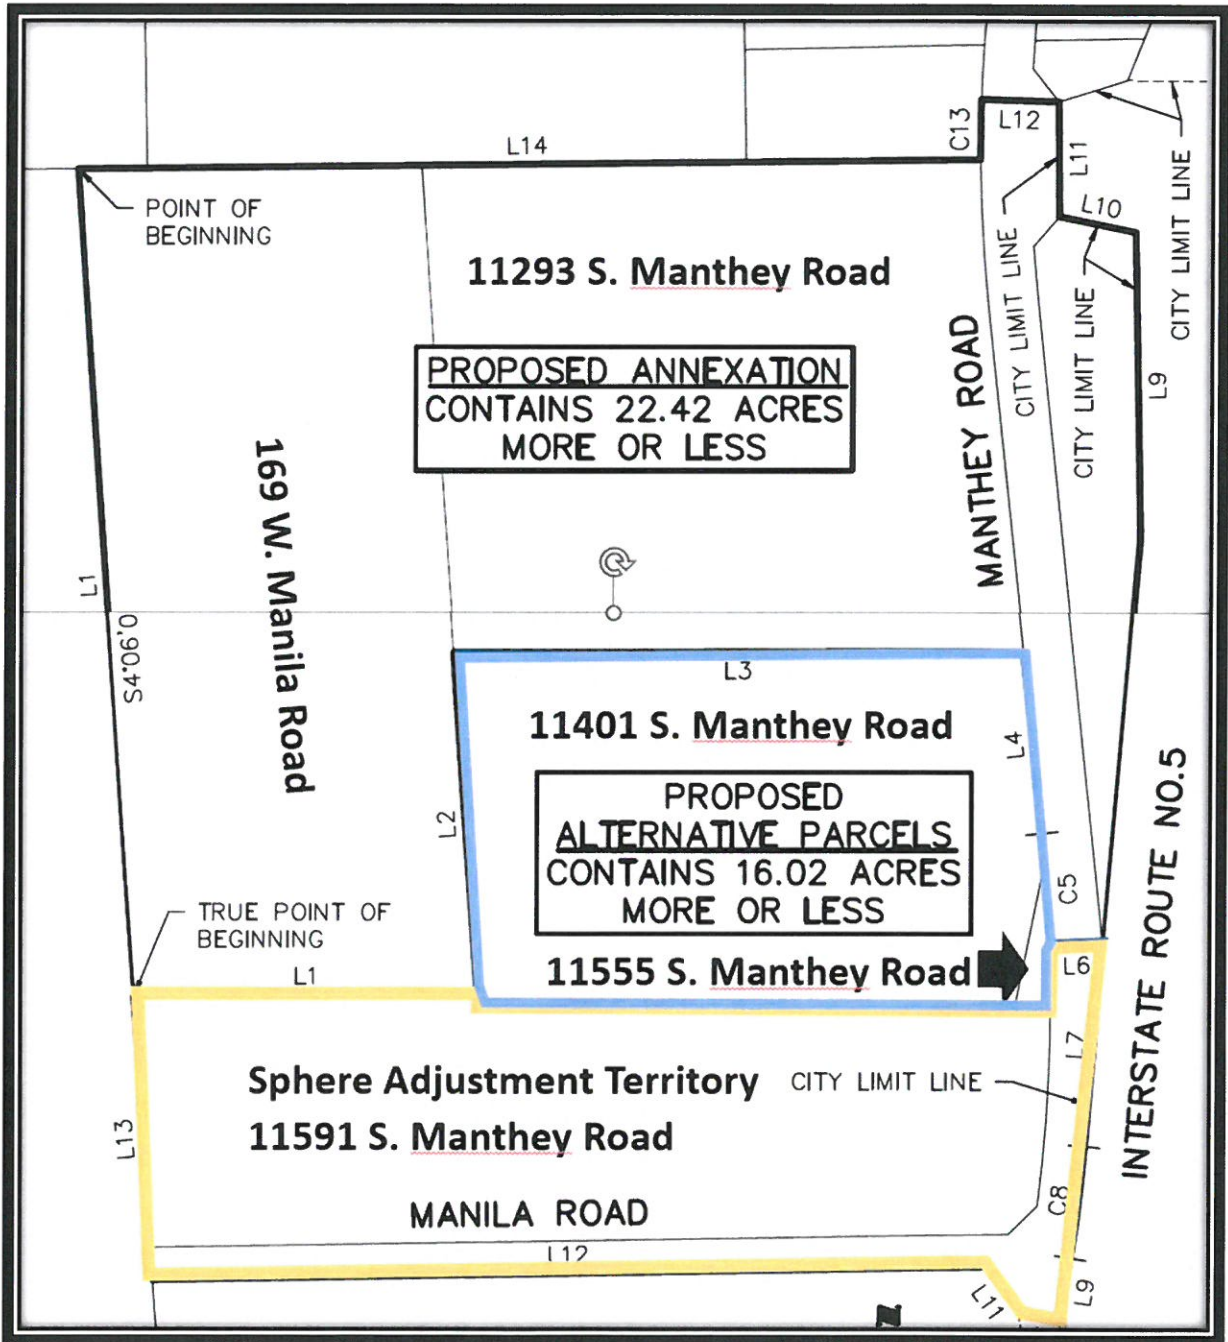 L14
C13
L12
L11
L10
CITY LIMIT LINE
POINT OF
BEGINNING
11293 S. Manthey Road
CITY LIMIT LINE
CITY LIMIT LINE
L9
MANTHEY ROAD
PROPOSED ANNEXATION
CONTAINS 22.42 ACRES
MORE OR LESS
169 W. Manila Road
L1
S4°06'0
L3
11401 S. Manthey Road
L4
L2
PROPOSED
ALTERNATIVE PARCELS
CONTAINS 16.02 ACRES
MORE OR LESS
C5
INTERSTATE ROUTE NO.5
TRUE POINT OF
BEGINNING
L1
11555 S. Manthey Road
L6
L7
Sphere Adjustment Territory
CITY LIMIT LINE
11591 S. Manthey Road
L13
C8
MANILA ROAD
L12
L11
L9